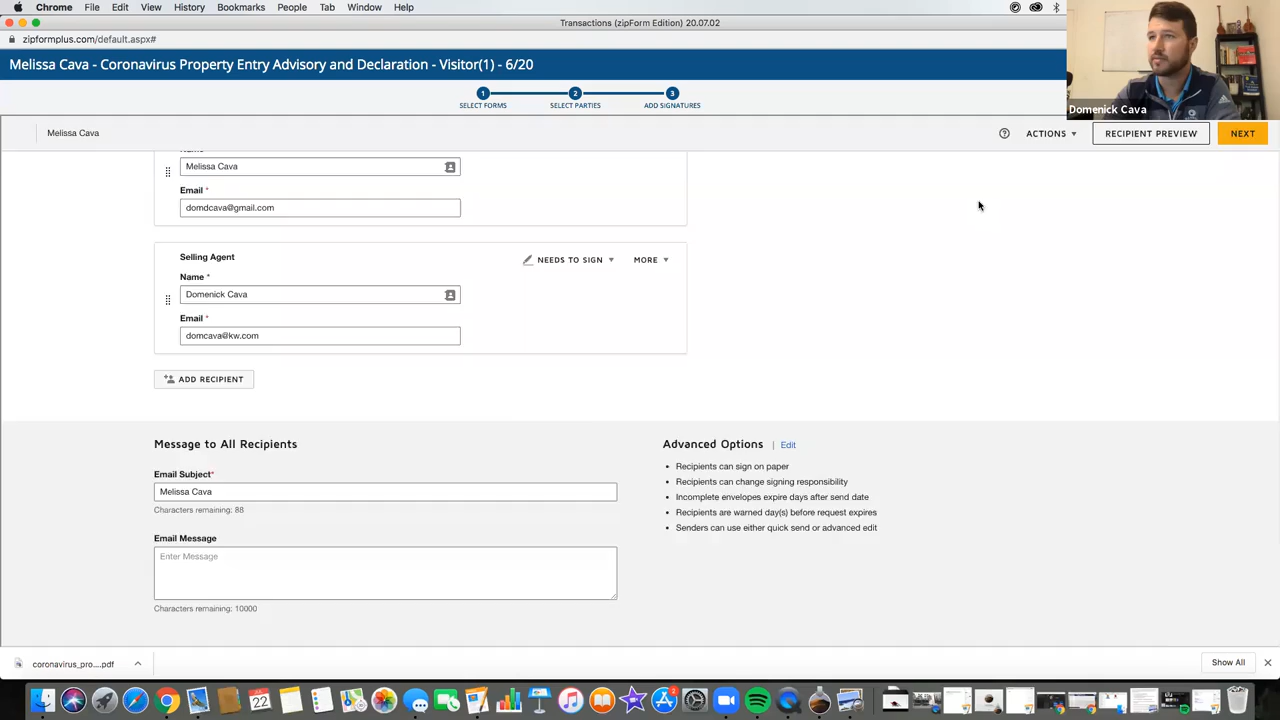 Chrome File Edit View History Bookmarks People Tab Window Help
Transactions (zipForm Edition) 20.07.02
zipformplus.com/default.aspx#
Melissa Cava - Coronavirus Property Entry Advisory and Declaration - Visitor(1) - 6/20
1 2 3
SELECT FORMS SELECT PARTIES ADD SIGNATURES
Domenick Cava
Melissa Cava ACTIONS RECIPIENT PREVIEW NEXT
Melissa Cava
Email *
domdcava@gmail.com
Selling Agent NEEDS TO SIGN MORE
Name *
Domenick Cava
Email *
domcava@kw.com
ADD RECIPIENT
Message to All Recipients
Advanced Options | Edit
Email Subject*
Melissa Cava
Characters remaining: 88
Email Message
Enter Message
Characters remaining: 10000
• Recipients can sign on paper
• Recipients can change signing responsibility
• Incomplete envelopes expire days after send date
• Recipients are warned day(s) before request expires
• Senders can use either quick send or advanced edit
coronavirus_pro....pdf Show All
22